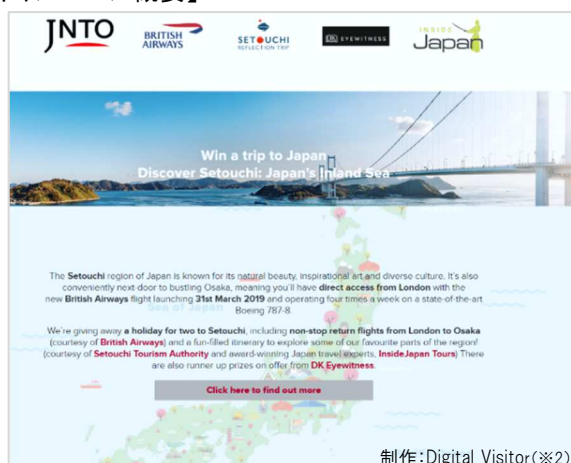 概要】
JNTO
BRITISH AIRWAYS
SETOUCHI
REFLECTION TRIP
DK EYEWITNESS
INSIDE
Japan
Win a trip to Japan
Discover Setouchi: Japan's Inland Sea
The Setouchi region of Japan is known for its natural beauty, inspirational art and diverse culture. It's also
conveniently next-door to bustling Osaka, meaning you'll have direct access from London with the
new British Airways flight launching 31st March 2019 and operating four times a week on a state-of-the-art
Boeing 787-8.
Sea of Japan
We're giving away a holiday for two to Setouchi, including non-stop return flights from London to Osaka
(courtesy of British Airways) and a fun-filled itinerary to explore some of our favourite parts of the region!
(courtesy of Setouchi Tourism Authority and award-winning Japan travel experts, InsideJapan Tours) There
are also runner up prizes on offer from DK Eyewitness.
Click here to find out more
制作:Digital Visitor(※2)